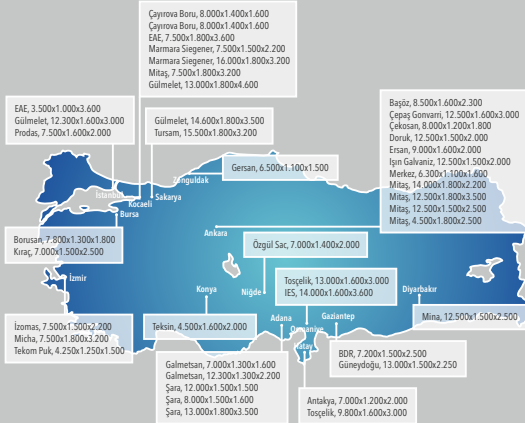 Çayırova Boru, 8.000x1.400x1.600
Çayırova Boru, 8.000x1.400x1.600
EAE, 7.500x1.800x3.600
Marmara Siegener, 7.500x1.500x2.200
Marmara Siegener, 16.000x1.800x3.200
Mitaş, 7.500x1.800x3.200
Gülmelet, 13.000x1.800x4.600
EAE, 3.500x1.000x3.600
Gülmelet, 12.300x1.600x3.000
Prodas, 7.500x1.600x2.000
Gülmelet, 14.600x1.800x3.500
Tursam, 15.500x1.800x3.200
Başöz, 8.500x1.600x2.300
Çepaş Gonvarri, 12.500x1.600x3.000
Çekosan, 8.000x1.200x1.800
Doruk, 12.500x1.500x2.000
Ersan, 9.000x1.600x2.000
Işın Galvaniz, 12.500x1.500x2.000
Merkez, 6.300x1.100x1.600
Mitaş, 14.000x1.800x2.200
Mitaş, 12.500x1.800x3.500
Mitaş, 12.500x1.500x2.500
Mitaş, 4.500x1.800x2.500
Gersan, 6.500x1.100x1.500
Zonguldak
İstanbul
Kocaeli
Sakarya
Bursa
Ankara
Borusan, 7.800x1.300x1.800
Kıraç, 7.000x1.500x2.500
Özgül Sac, 7.000x1.400x2.000
İzmir
Konya
Niğde
Tosçelik, 13.000x1.600x3.000
IES, 14.000x1.600x3.600
Diyarbakır
Adana
Osmaniye
Gaziantep
Hatay
İzomas, 7.500x1.500x2.200
Micha, 7.500x1.800x3.200
Tekom Puk, 4.250x1.250x1.500
Teksin, 4.500x1.600x2.000
Mina, 12.500x1.500x2.500
Galmetsan, 7.000x1.300x1.600
Galmetsan, 12.300x1.300x2.200
Şara, 12.000x1.500x1.500
Şara, 8.000x1.500x1.600
Şara, 13.000x1.800x3.500
BDR, 7.200x1.500x2.500
Güneydoğu, 13.000x1.500x2.250
Antakya, 7.000x1.200x2.000
Tosçelik, 9.800x1.600x3.000